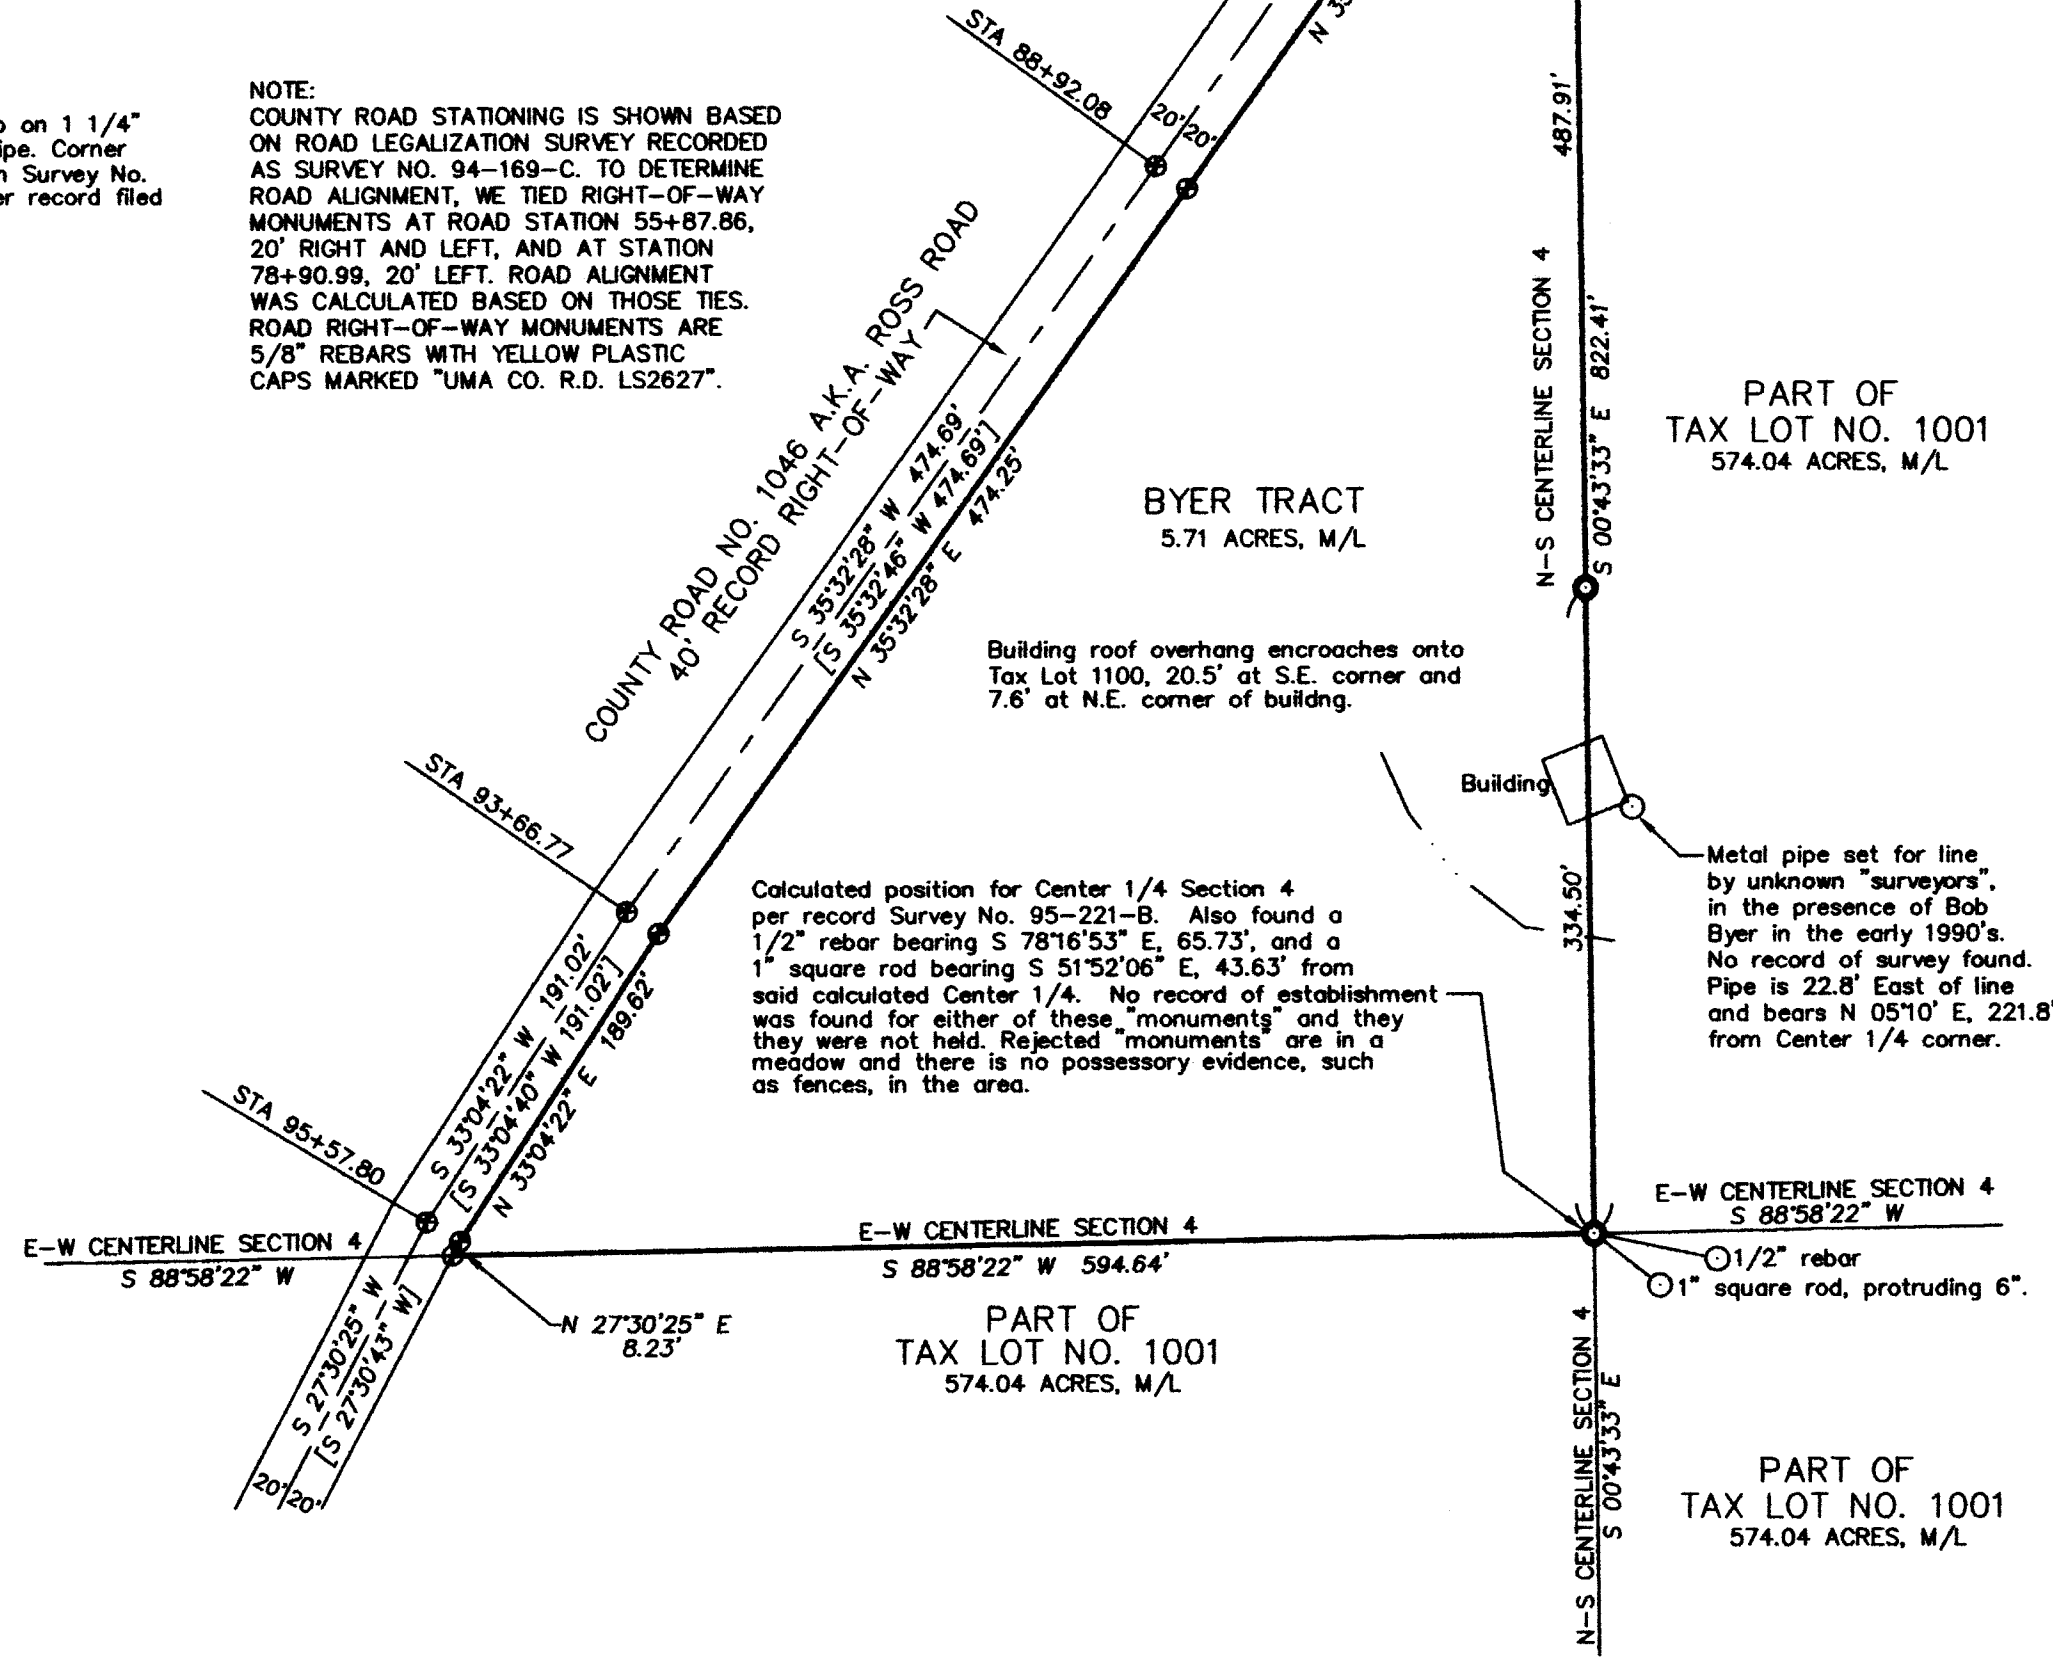 STA 88+92.08
N 35
20' 20'
487.91'
o on 1 1/4"
ipe. Corner
n Survey No.
er record filed
NOTE:
COUNTY ROAD STATIONING IS SHOWN BASED
ON ROAD LEGALIZATION SURVEY RECORDED
AS SURVEY NO. 94-169-C. TO DETERMINE
ROAD ALIGNMENT, WE TIED RIGHT-OF-WAY
MONUMENTS AT ROAD STATION 55+87.86,
20' RIGHT AND LEFT, AND AT STATION
78+90.99, 20' LEFT. ROAD ALIGNMENT
WAS CALCULATED BASED ON THOSE TIES.
ROAD RIGHT-OF-WAY MONUMENTS ARE
5/8" REBARS WITH YELLOW PLASTIC
CAPS MARKED "UMA CO. R.D. LS2627".
COUNTY ROAD NO. 1046 A.K.A. ROSS ROAD
40' RECORD RIGHT-OF-WAY
S 35°32'28" W 474.69'
[S 35°32'46" W 474.69']
N 35°32'28" E 474.25'
N-S CENTERLINE SECTION 4
S 00°43'33" E 822.41'
PART OF
TAX LOT NO. 1001
574.04 ACRES, M/L
BYER TRACT
5.71 ACRES, M/L
Building roof overhang encroaches onto
Tax Lot 1100, 20.5' at S.E. corner and
7.6' at N.E. corner of buildng.
Building
STA 93+66.77
334.50'
Metal pipe set for line
by unknown "surveyors",
in the presence of Bob
Byer in the early 1990's.
No record of survey found.
Pipe is 22.8' East of line
and bears N 05°10' E, 221.8'
from Center 1/4 corner.
Calculated position for Center 1/4 Section 4
per record Survey No. 95-221-B. Also found a
1/2" rebar bearing S 78°16'53" E, 65.73', and a
1" square rod bearing S 51°52'06" E, 43.63' from
said calculated Center 1/4. No record of establishment
was found for either of these "monuments" and they
they were not held. Rejected "monuments" are in a
meadow and there is no possessory evidence, such
as fences, in the area.
S 33°04'22" W 191.02'
[S 33°04'40" W 191.02']
N 33°04'22" E 189.62'
STA 95+57.80
E-W CENTERLINE SECTION 4
S 88°58'22" W
E-W CENTERLINE SECTION 4
S 88°58'22" W 594.64'
E-W CENTERLINE SECTION 4
S 88°58'22" W
1/2" rebar
1" square rod, protruding 6".
N 27°30'25" E
8.23'
S 27°30'25" W
[S 27°30'43" W]
20' 20'
PART OF
TAX LOT NO. 1001
574.04 ACRES, M/L
N-S CENTERLINE SECTION 4
S 00°43'33" E
PART OF
TAX LOT NO. 1001
574.04 ACRES, M/L